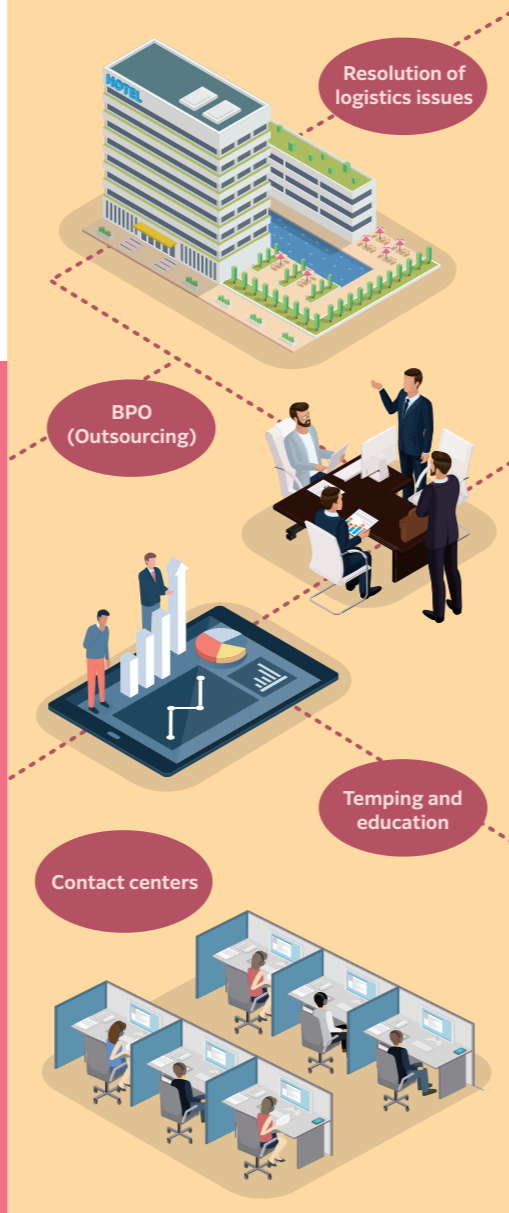 HOTEL
Resolution of
logistics issues
BPO
(Outsourcing)
Temping and
education
Contact centers